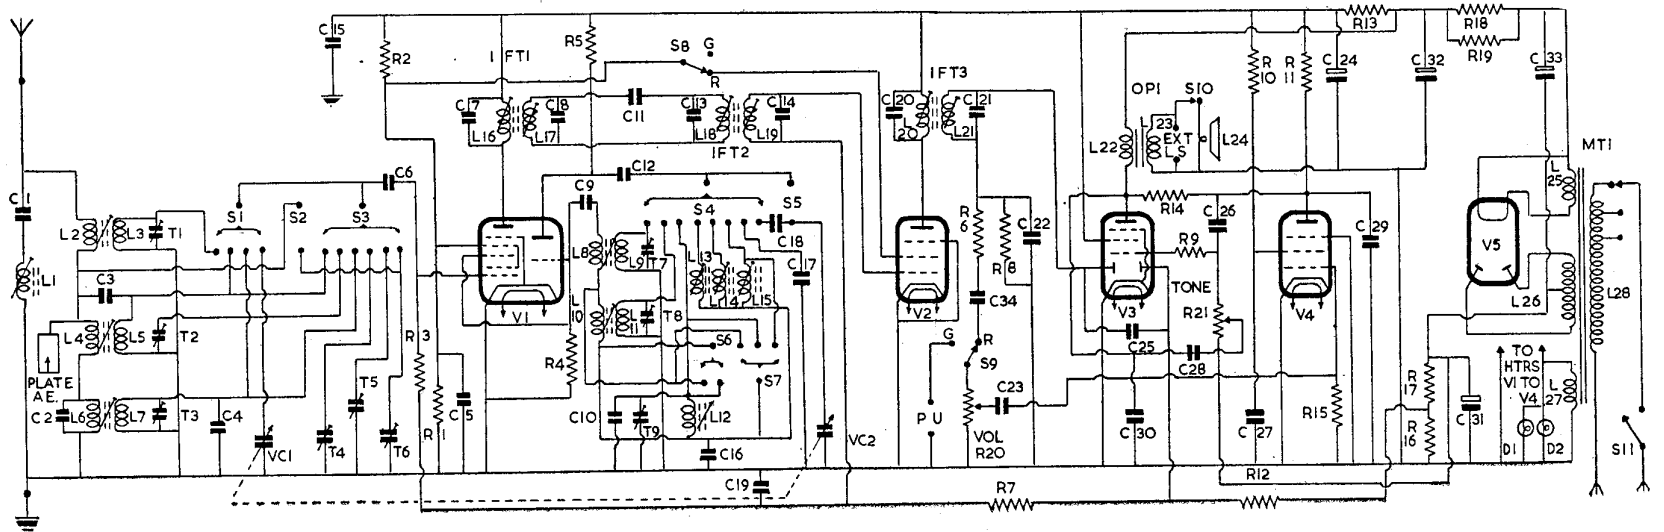 C15
R2
R5
IFT1
S8
G
R
IFT3
R13
R18
R19
C24
C32
C33
R10
R11
OP1
S10
C7
C8
C11
C13
C14
L16
L17
L18
L19
IFT2
C20
L20
C21
L21
L22
L23
EXT
LS
L24
MT1
C6
C12
C9
S5
C1
S1
S2
S3
S4
C18
R14
C26
C29
L25
L2
L3
T1
L1
C3
L8
L9
T7
L13
L14
L15
C17
R6
R8
C22
R9
V5
V1
V2
C34
V3
TONE
R21
V4
L26
L28
L4
L5
T2
R3
L10
L11
T8
S6
S7
G
R
S9
C25
C28
PLATE
AE.
R4
T5
TO
HTRS
V1 TO
V4
L27
R17
R16
C31
C2
L6
L7
T3
C4
VC1
T4
T6
R1
C5
C10
T9
L12
VC2
PU
VOL
R20
C23
C30
C27
R15
D1
D2
S11
C16
C19
R7
R12